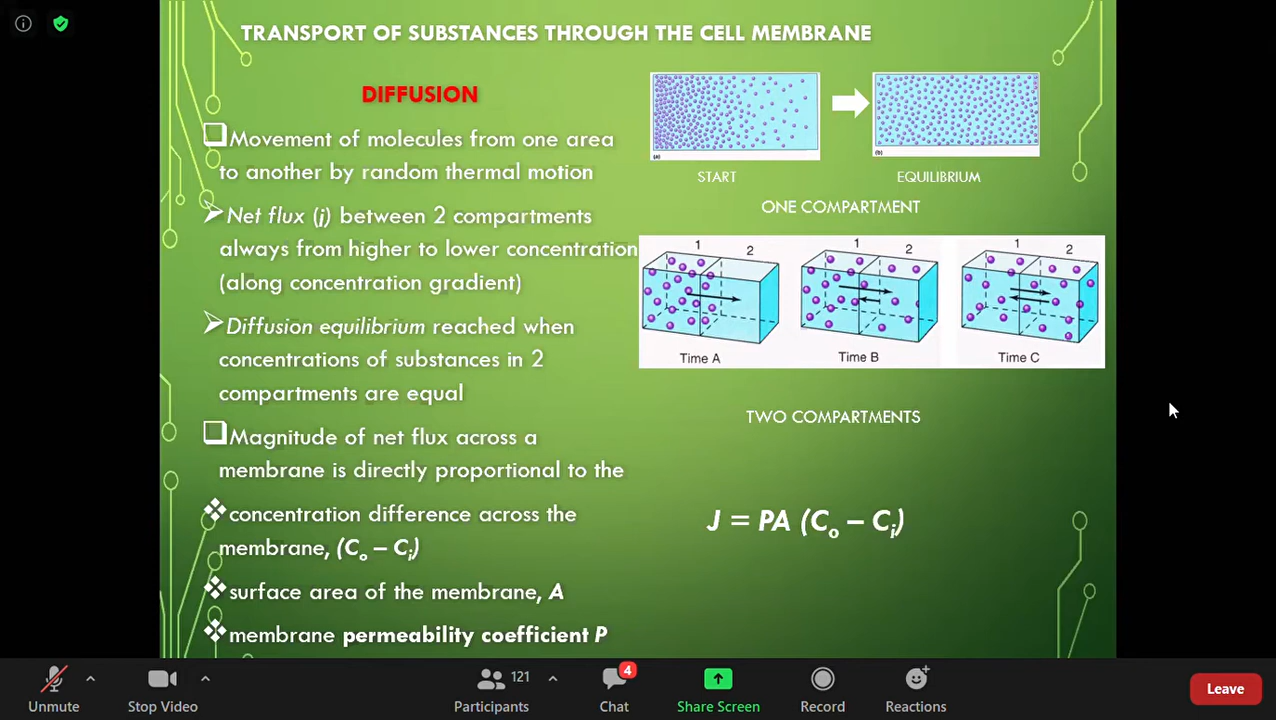 TRANSPORT OF SUBSTANCES THROUGH THE CELL MEMBRANE
DIFFUSION
Movement of molecules from one area
to another by random thermal motion
Net flux (j) between 2 compartments
always from higher to lower concentration
(along concentration gradient)
Diffusion equilibrium reached when
concentrations of substances in 2
compartments are equal
Magnitude of net flux across a
membrane is directly proportional to the
concentration difference across the
membrane, (Co – Ci)
surface area of the membrane, A
membrane permeability coefficient P
(a)
(b)
START
EQUILIBRIUM
ONE COMPARTMENT
1 2
1 2
1 2
Time A
Time B
Time C
TWO COMPARTMENTS
J = PA (Co – Ci)
Unmute
Stop Video
Participants
121
Chat
4
Share Screen
Record
Reactions
Leave